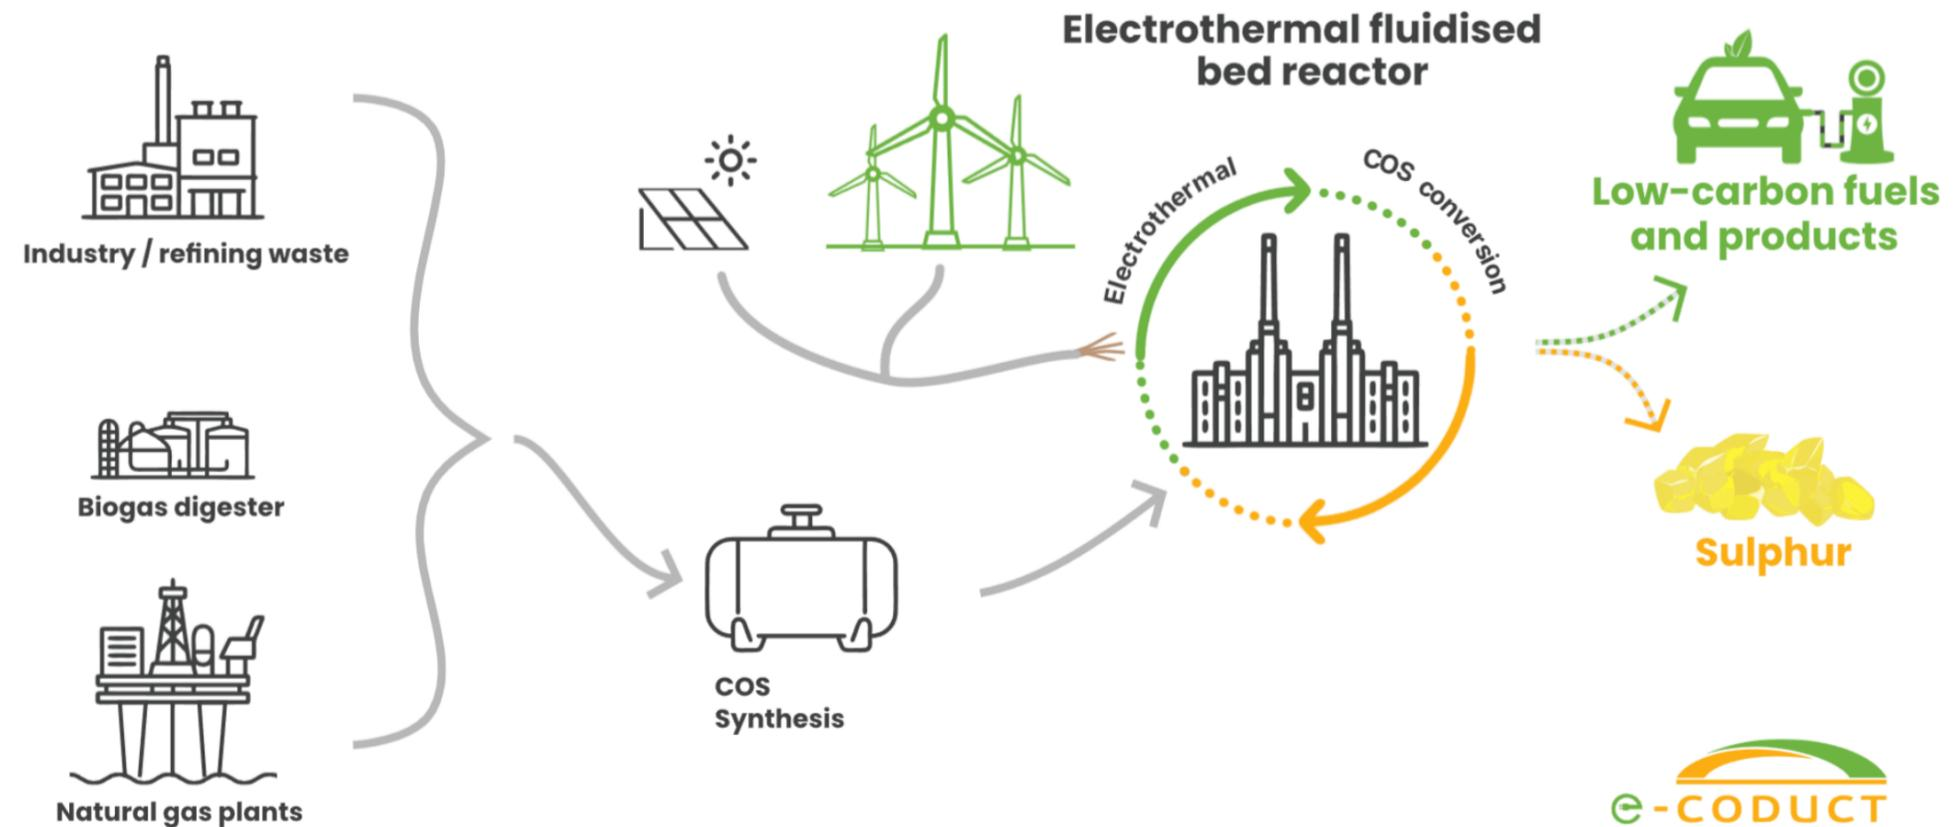 Electrothermal fluidised
bed reactor
Industry / refining waste
Biogas digester
Natural gas plants
COS
Synthesis
Electrothermal
COS conversion
Low-carbon fuels
and products
Sulphur
e-CODUCT